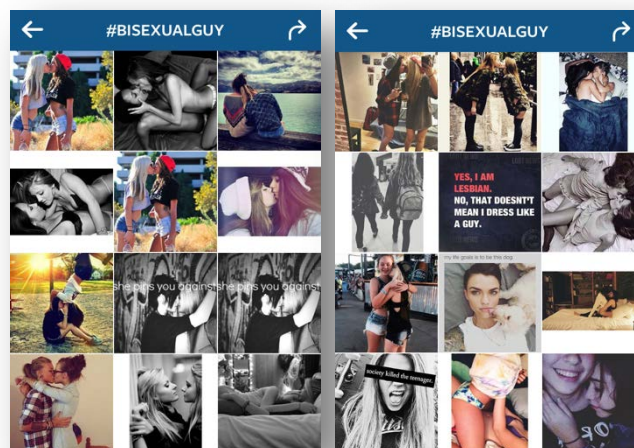 #BISEXUALGUY
#BISEXUALGUY
YES, I AM
LESBIAN.
NO, THAT DOESN'T
MEAN I DRESS LIKE
A GUY.
she pins you against
she pins you against
my life goals is to be this dog
society killed the teenager.